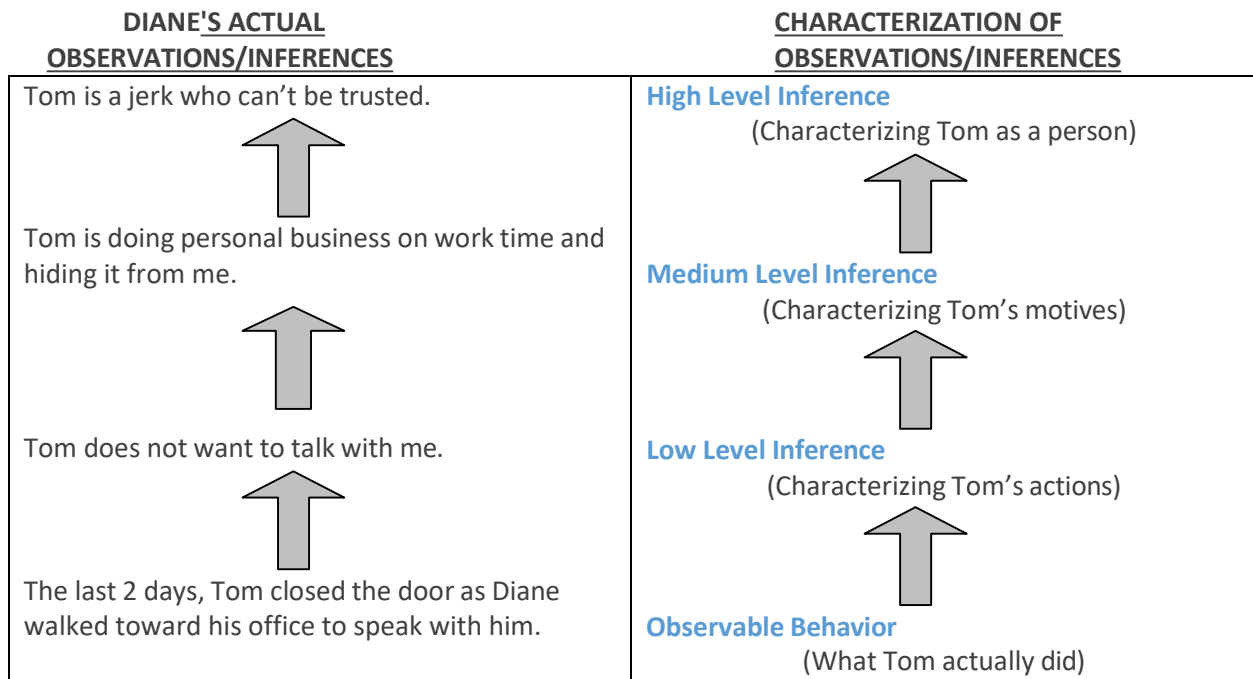 DIANE'S ACTUAL
OBSERVATIONS/INFERENCES
CHARACTERIZATION OF
OBSERVATIONS/INFERENCES
Tom is a jerk who can’t be trusted.
Tom is doing personal business on work time and
hiding it from me.
Tom does not want to talk with me.
The last 2 days, Tom closed the door as Diane
walked toward his office to speak with him.
High Level Inference
(Characterizing Tom as a person)
Medium Level Inference
(Characterizing Tom’s motives)
Low Level Inference
(Characterizing Tom’s actions)
Observable Behavior
(What Tom actually did)